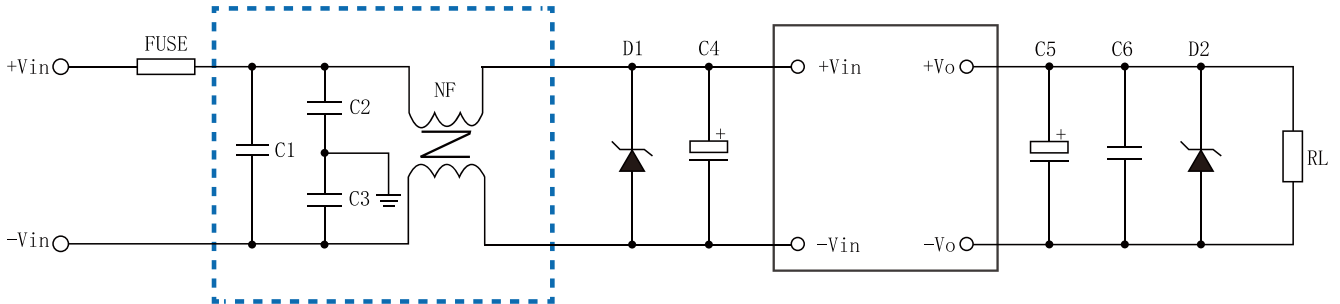 FUSE
+Vin
C1
C2
C3
NF
-Vin
D1
C4
+
+Vin
-Vin
+Vo
-Vo
C5
+
C6
D2
RL